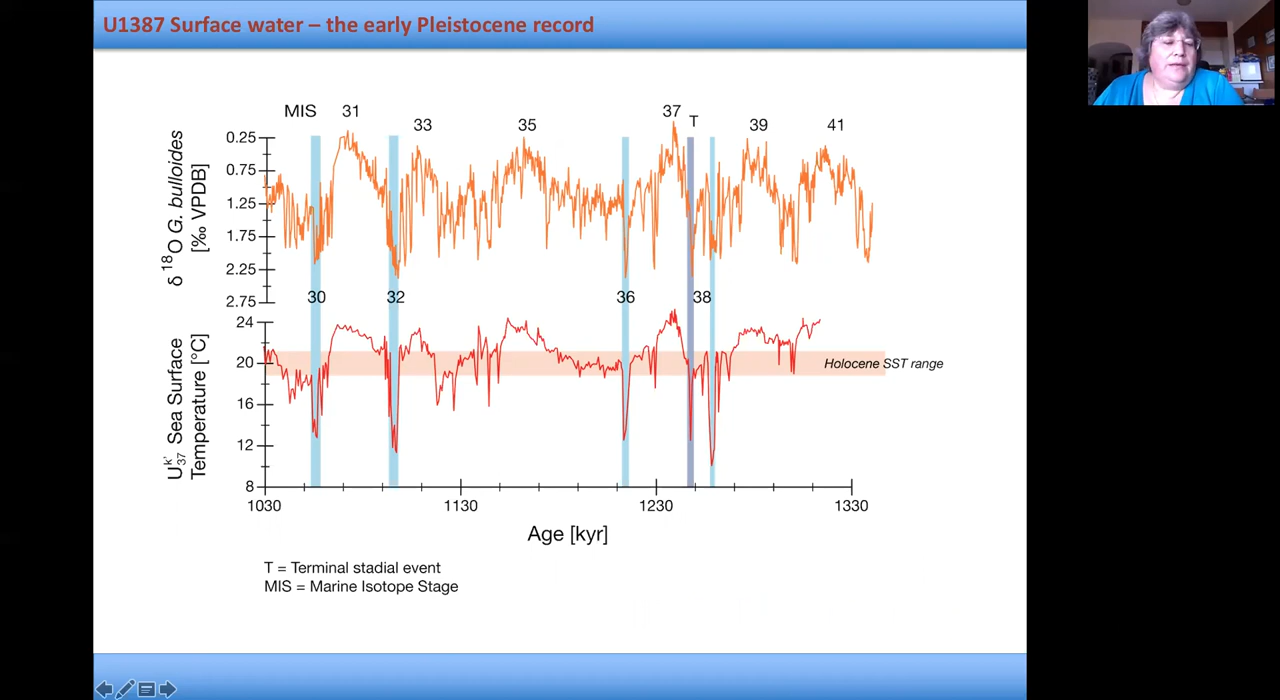 U1387 Surface water – the early Pleistocene record
MIS 31 33 35 37 T 39 41
δ 18O G. bulloides
[‰ VPDB]
0.25
0.75
1.25
1.75
2.25
2.75
30 32 36 38
Uk'37 Sea Surface
Temperature [°C]
24
20
16
12
8
Holocene SST range
1030 1130 1230 1330
Age [kyr]
T = Terminal stadial event
MIS = Marine Isotope Stage